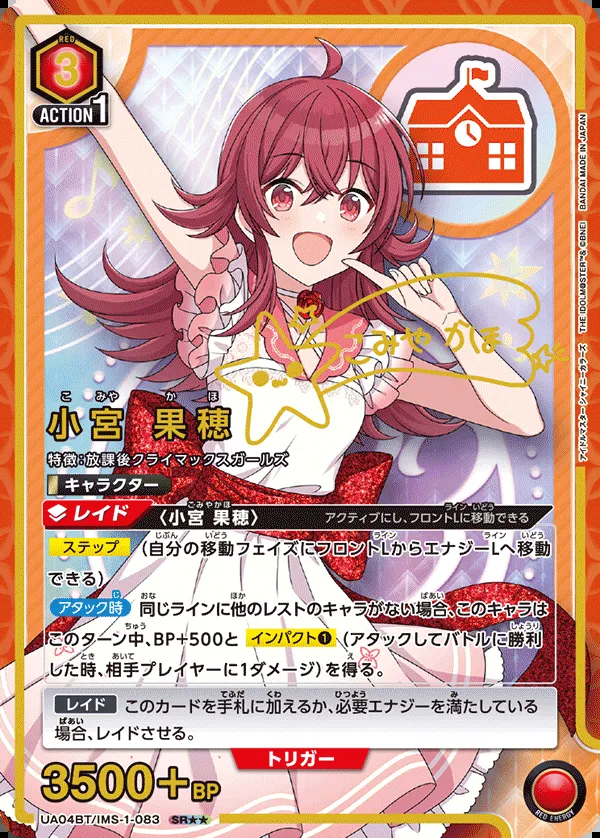 RED
3
ACTION 1
こみや かほ
こ みや か ほ
小宮 果穂
特徴:放課後クライマックスガールズ
キャラクター
レイド 〈小宮 果穂〉 アクティブにし、フロントLに移動できる
ステップ (自分の移動フェイズにフロントLからエナジーLへ移動
できる)
アタック時 同じラインに他のレストのキャラがない場合、このキャラは
このターン中、BP+500と インパクト❶ (アタックしてバトルに勝利
した時、相手プレイヤーに1ダメージ)を得る。
レイド このカードを手札に加えるか、必要エナジーを満たしている
場合、レイドさせる。
トリガー
3500+BP
RED ENERGY
UA04BT/IMS-1-083 SR★★
アイドルマスター シャイニーカラーズ THE IDOLM@STER™& ©BNEI BANDAI MADE IN JAPAN